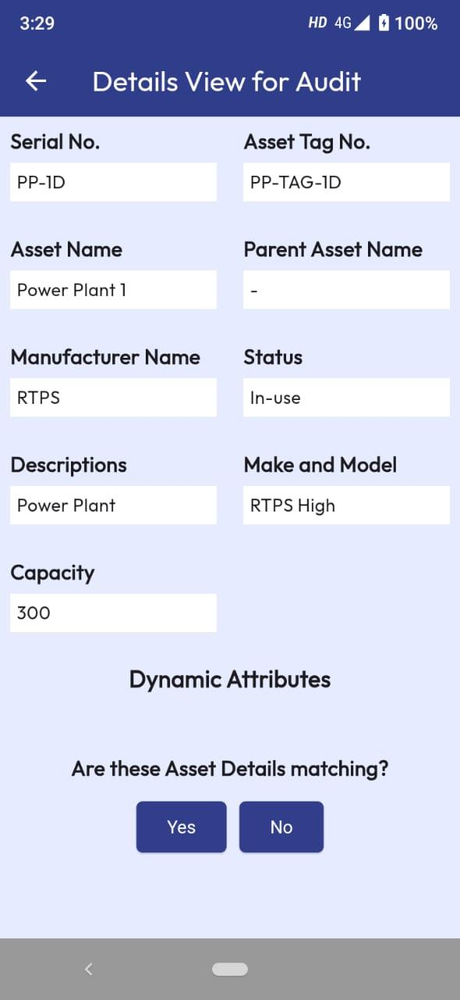 3:29 HD 4G 100%
Details View for Audit
Serial No. Asset Tag No.
PP-1D PP-TAG-1D
Asset Name Parent Asset Name
Power Plant 1 -
Manufacturer Name Status
RTPS In-use
Descriptions Make and Model
Power Plant RTPS High
Capacity
300
Dynamic Attributes
Are these Asset Details matching?
Yes No